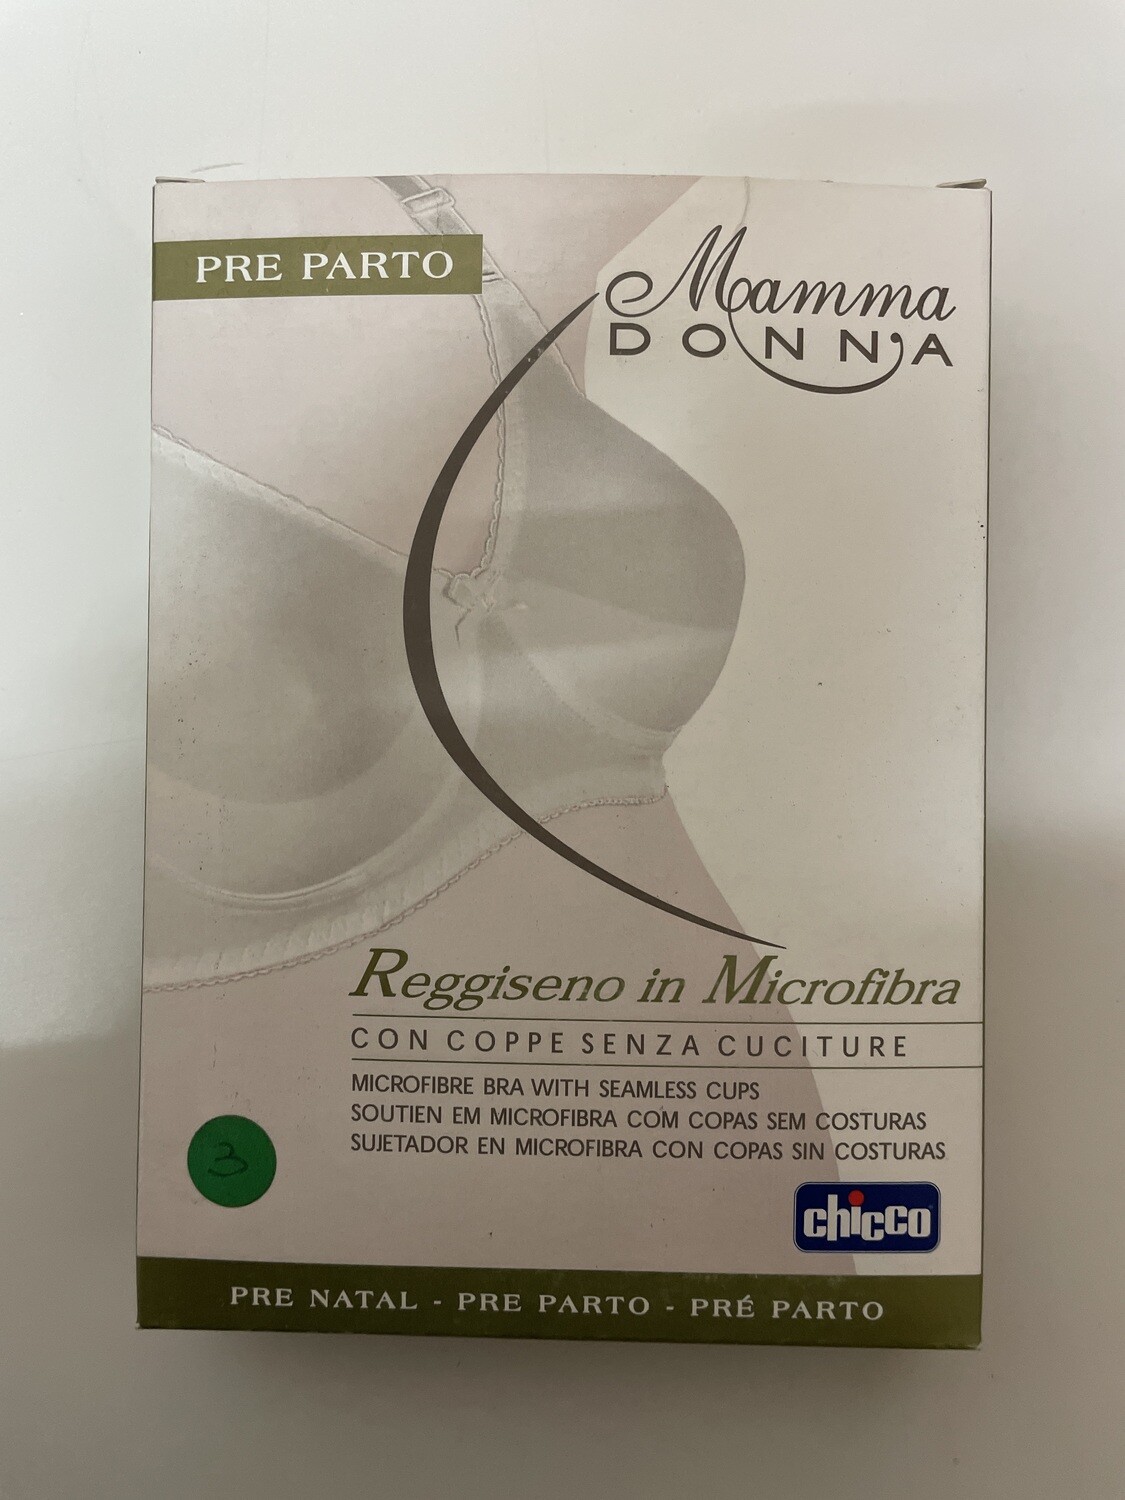 PRE PARTO
Mamma
DONNA
Reggiseno in Microfibra
CON COPPE SENZA CUCITURE
MICROFIBRE BRA WITH SEAMLESS CUPS
SOUTIEN EM MICROFIBRA COM COPAS SEM COSTURAS
SUJETADOR EN MICROFIBRA CON COPAS SIN COSTURAS
3
chicco
PRE NATAL - PRE PARTO - PRÉ PARTO